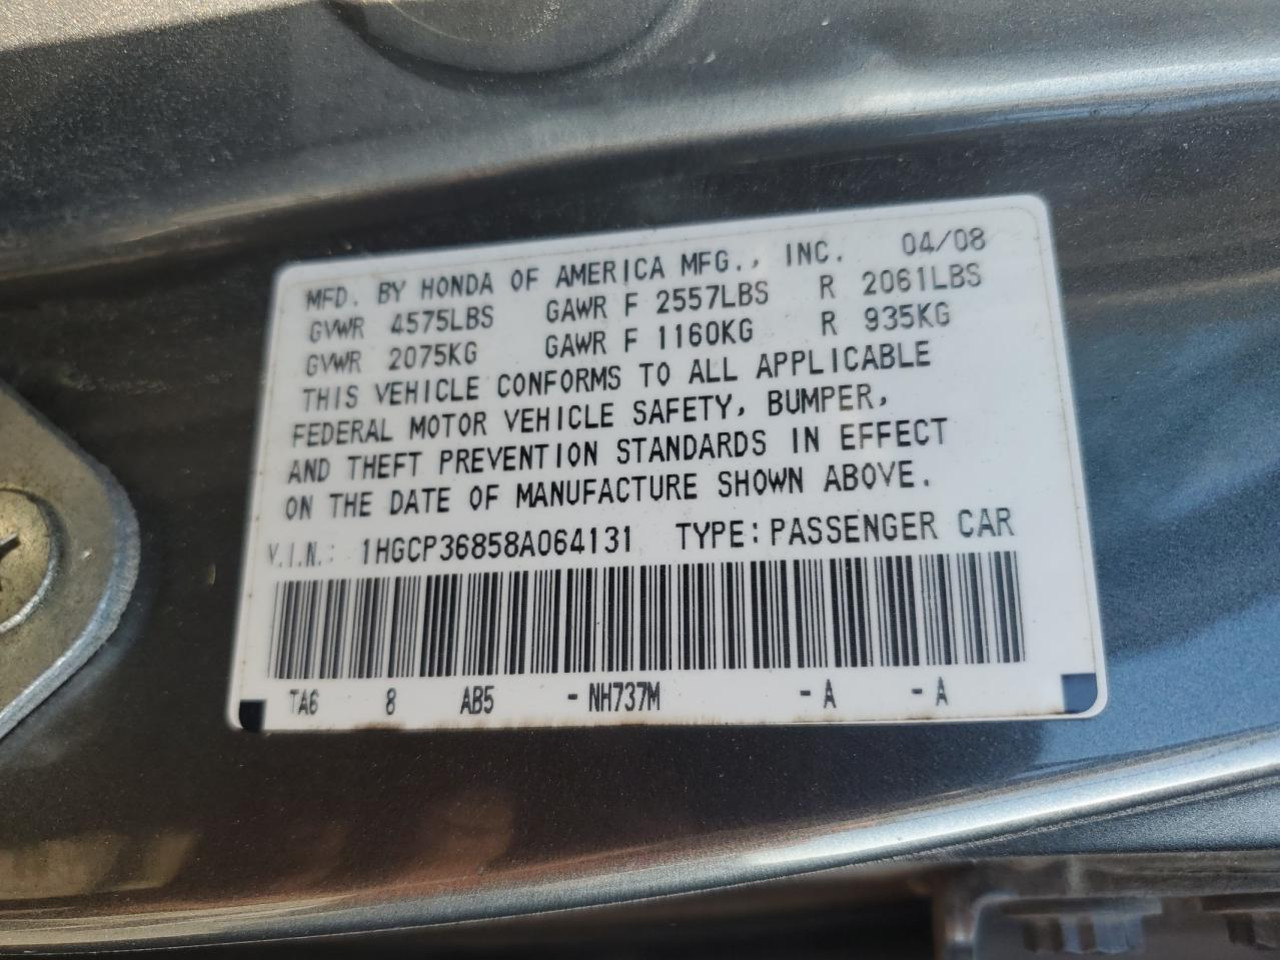 MFD. BY HONDA OF AMERICA MFG., INC. 04/08
GVWR 4575LBS GAWR F 2557LBS R 2061LBS
GVWR 2075KG GAWR F 1160KG R 935KG
THIS VEHICLE CONFORMS TO ALL APPLICABLE
FEDERAL MOTOR VEHICLE SAFETY, BUMPER,
AND THEFT PREVENTION STANDARDS IN EFFECT
ON THE DATE OF MANUFACTURE SHOWN ABOVE.
V.I.N.: 1HGCP36858A064131 TYPE: PASSENGER CAR
TA6 8 AB5 - NH737M - A - A